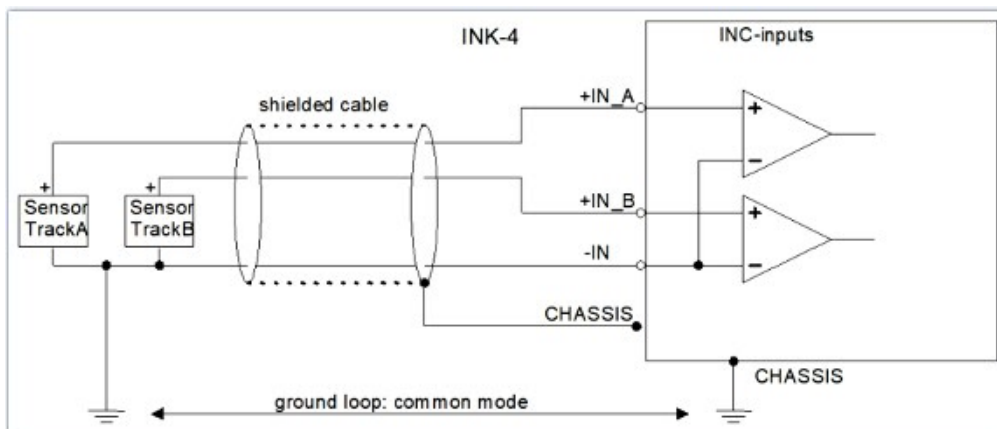 INK-4
INC-inputs
shielded cable
+IN_A
+
−
+
Sensor
TrackA
+
Sensor
TrackB
+IN_B
+
−
-IN
CHASSIS
CHASSIS
ground loop: common mode